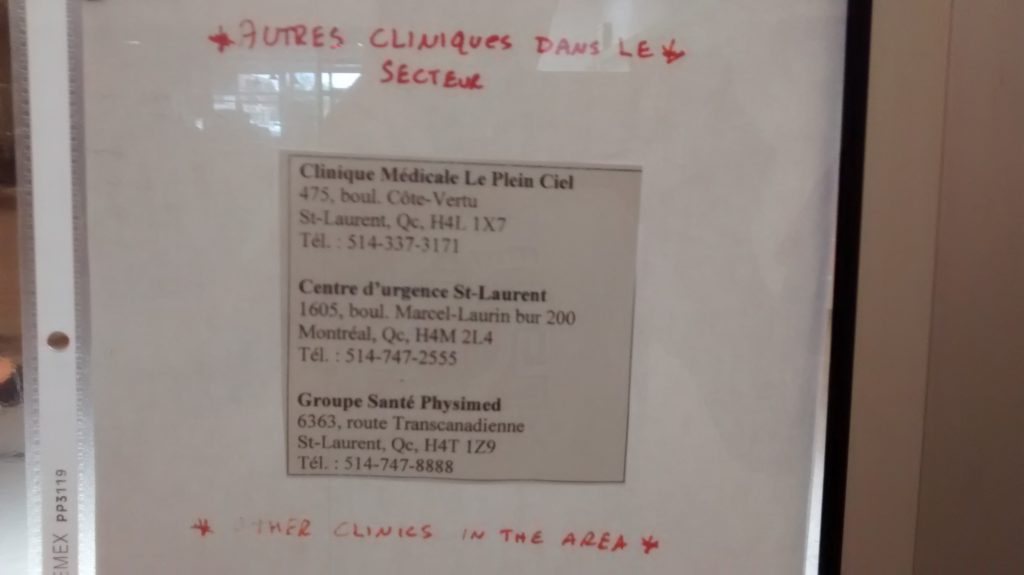 *AUTRES CLINIQUES DANS LE*
SECTEUR
Clinique Médicale Le Plein Ciel
475, boul. Côte-Vertu
St-Laurent, Qc, H4L 1X7
Tél. : 514-337-3171
Centre d'urgence St-Laurent
1605, boul. Marcel-Laurin bur 200
Montréal, Qc, H4M 2L4
Tél. : 514-747-2555
Groupe Santé Physimed
6363, route Transcanadienne
St-Laurent, Qc, H4T 1Z9
Tél. : 514-747-8888
* OTHER CLINICS IN THE AREA *
EMEX PP3119